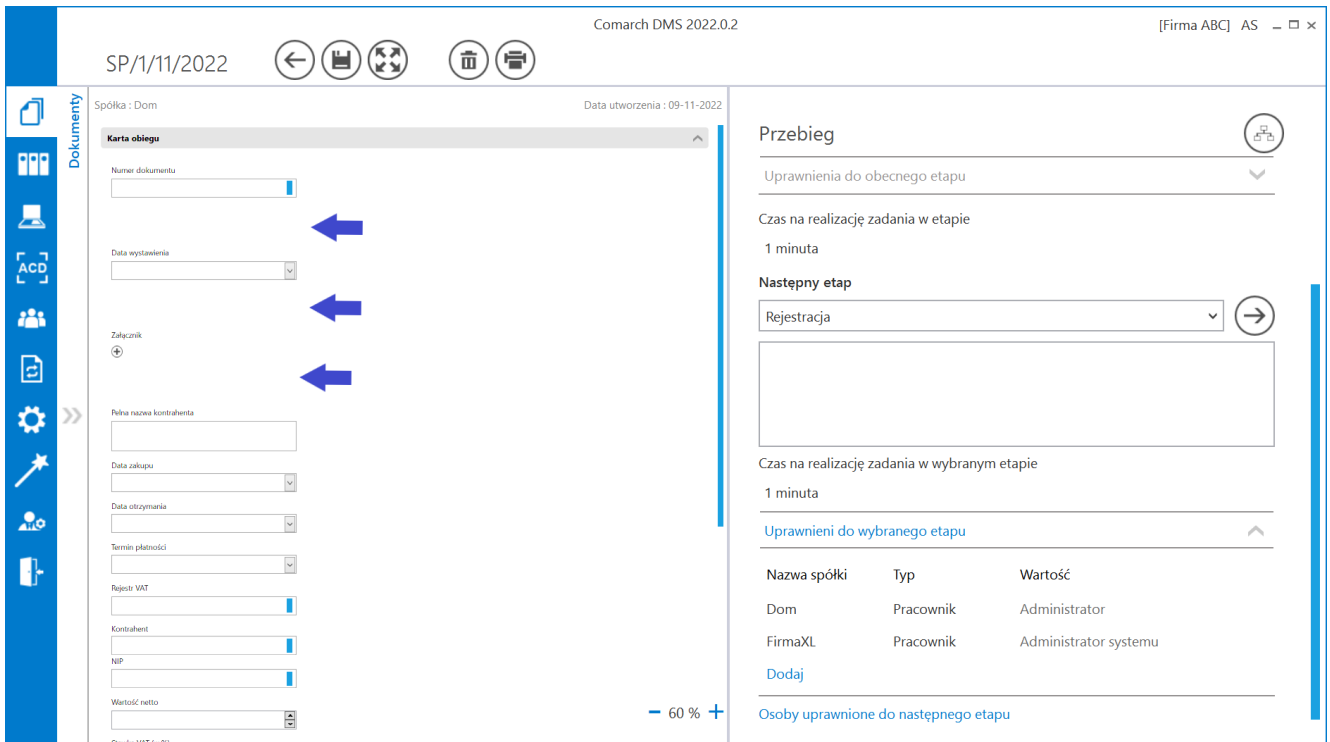 Comarch DMS 2022.0.2
[Firma ABC] AS
SP/1/11/2022
Dokumenty
ACD
Spółka : Dom
Data utworzenia : 09-11-2022
Karta obiegu
Numer dokumentu
Data wystawienia
Załącznik
Pełna nazwa kontrahenta
Data zakupu
Data otrzymania
Termin płatności
Rejestr VAT
Kontrahent
NIP
Wartość netto
60 %
Przebieg
Uprawnienia do obecnego etapu
Czas na realizację zadania w etapie
1 minuta
Następny etap
Rejestracja
Czas na realizację zadania w wybranym etapie
1 minuta
Uprawnieni do wybranego etapu
Nazwa spółki Typ Wartość
Dom Pracownik Administrator
FirmaXL Pracownik Administrator systemu
Dodaj
Osoby uprawnione do następnego etapu